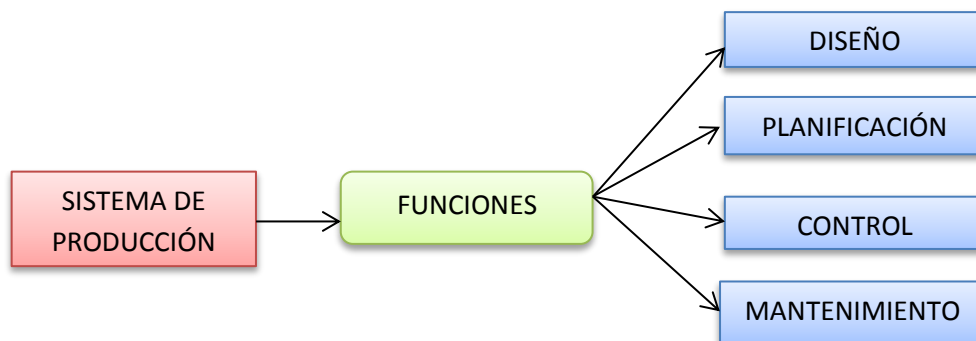 SISTEMA DE
PRODUCCIÓN
FUNCIONES
DISEÑO
PLANIFICACIÓN
CONTROL
MANTENIMIENTO